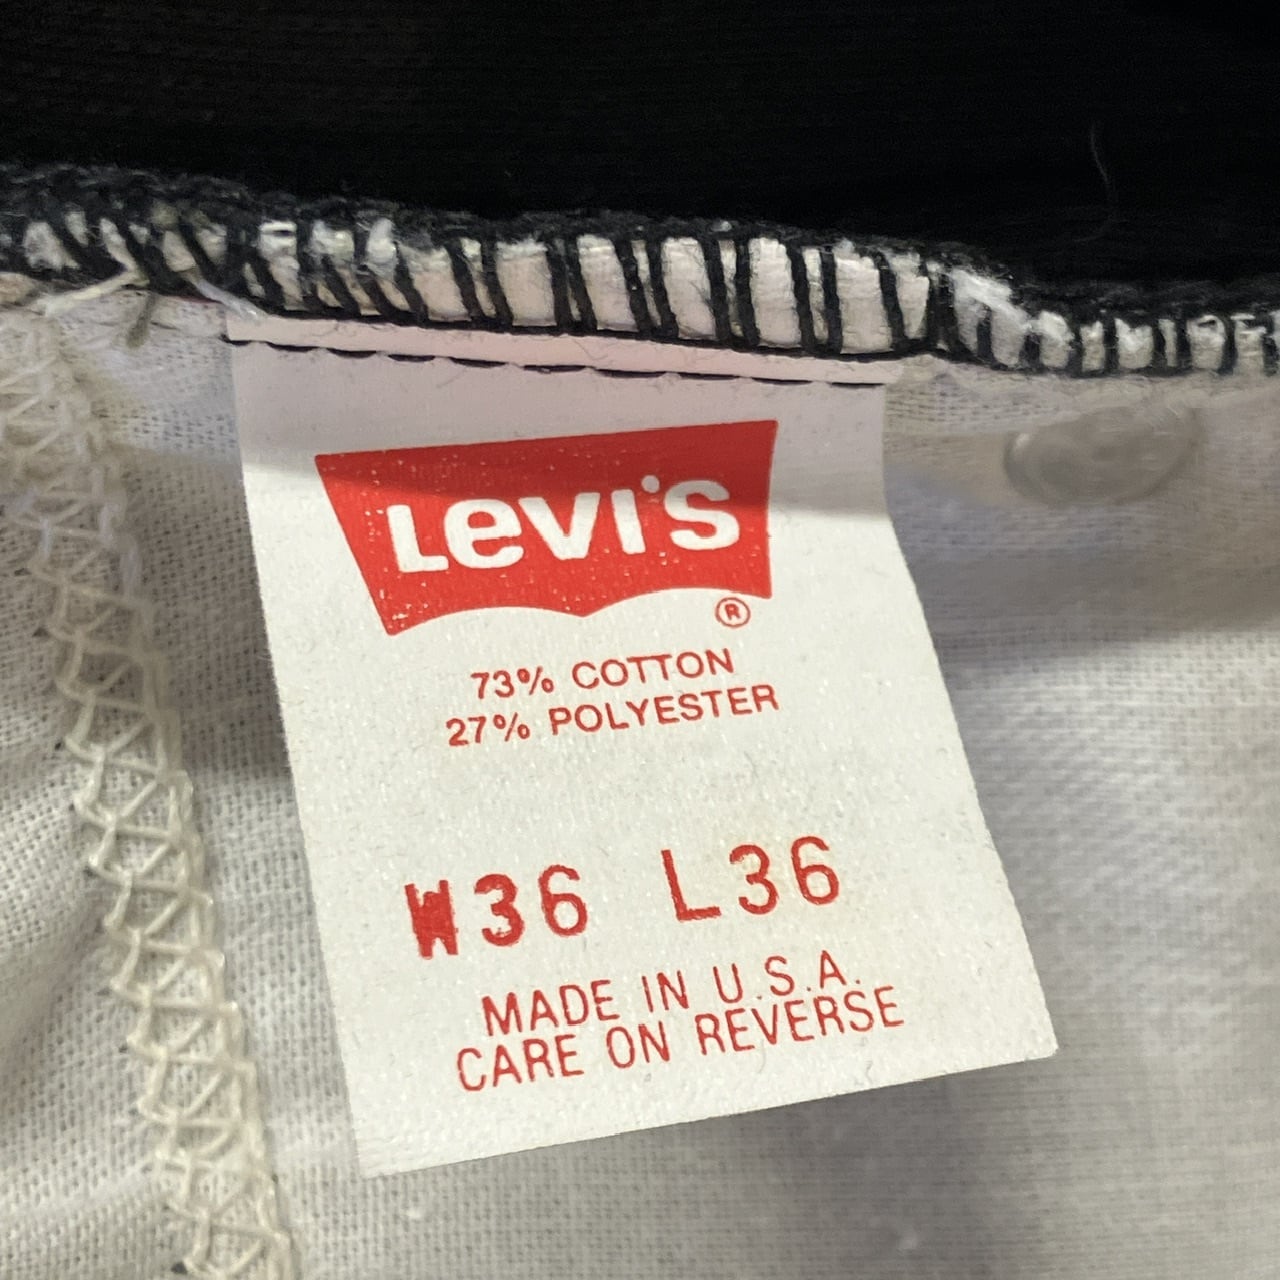 Levi's
®
73% COTTON
27% POLYESTER
W36 L36
MADE IN U.S.A.
CARE ON REVERSE